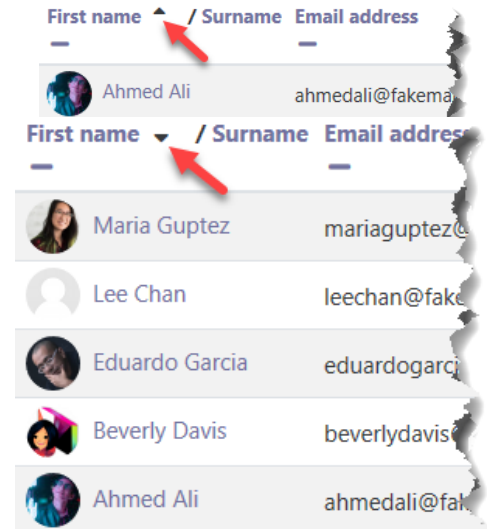 First name / Surname Email address
Ahmed Ali ahmedali@fakema
First name / Surname Email address
Maria Guptez mariaguptez@
Lee Chan leechan@fake
Eduardo Garcia eduardogarci
Beverly Davis beverlydavis
Ahmed Ali ahmedali@fak